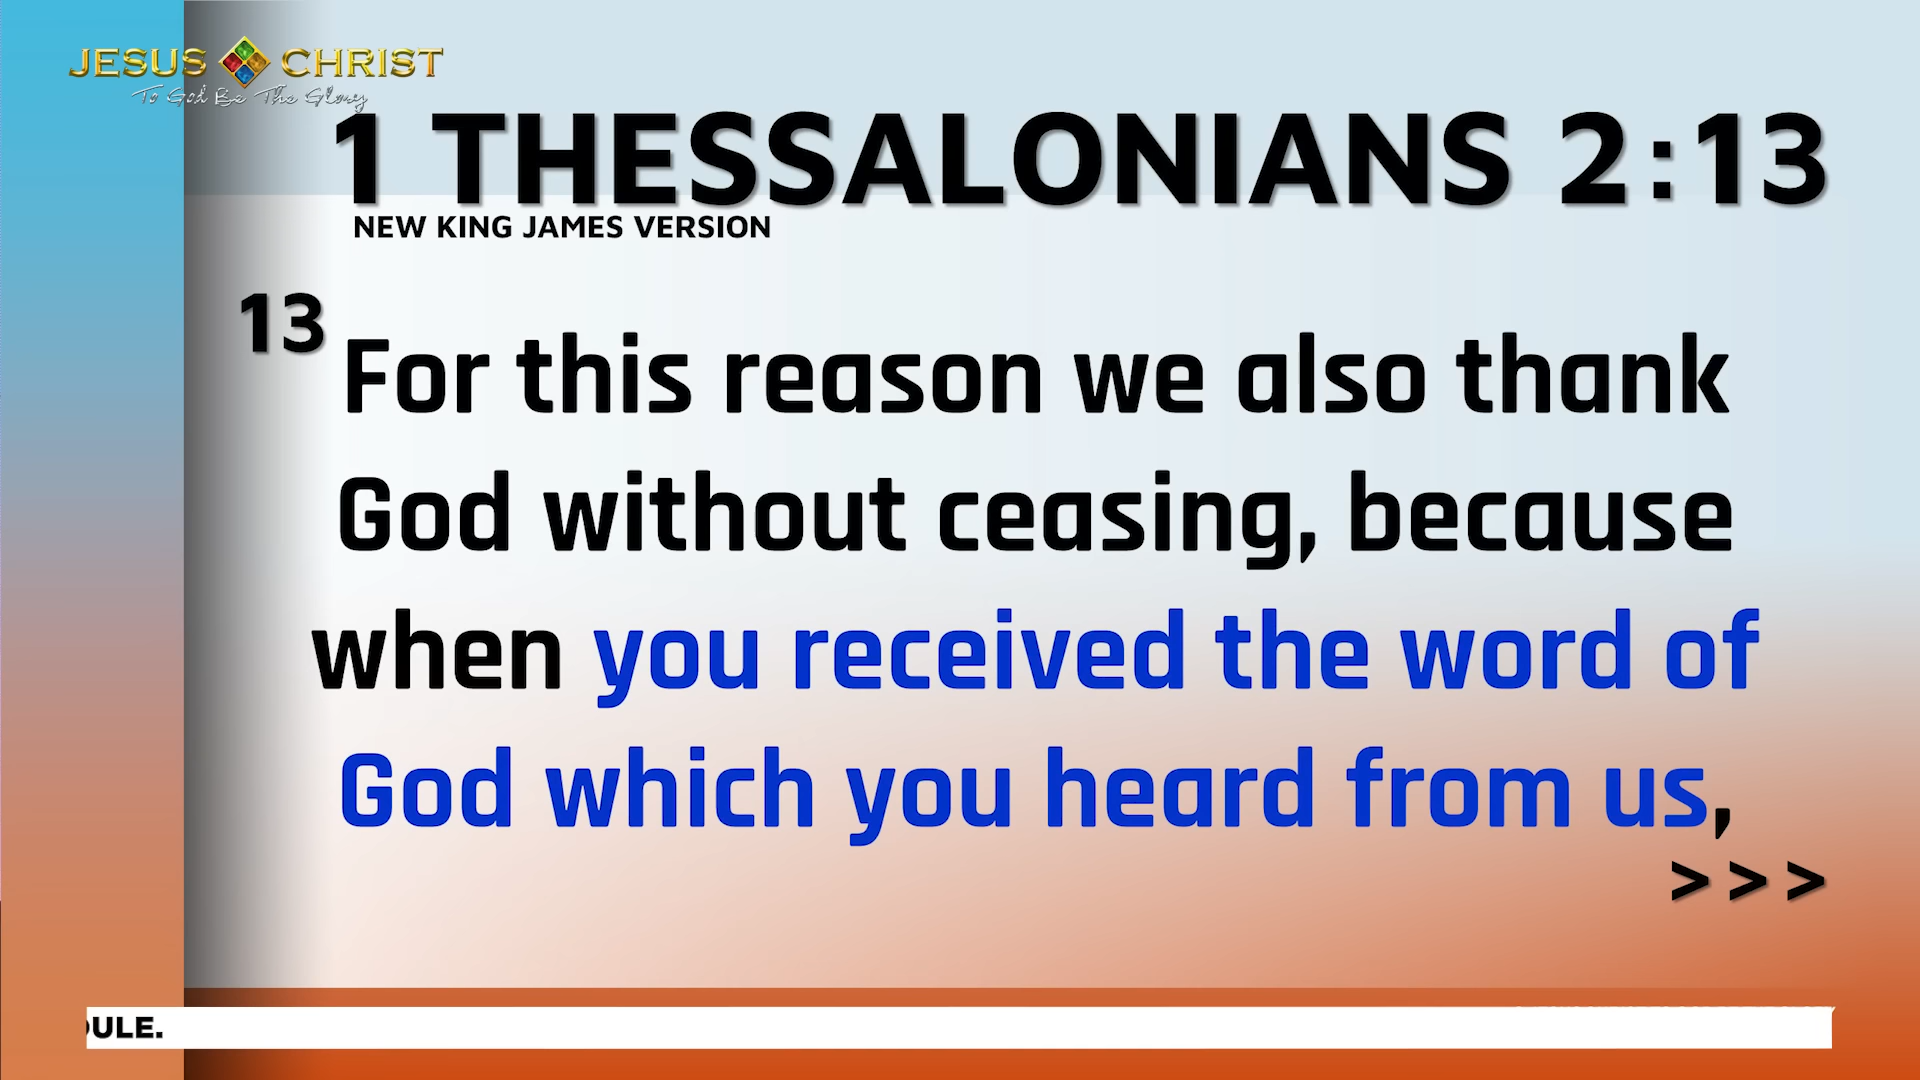 JESUS CHRIST
To God Be The Glory
1 THESSALONIANS 2:13
NEW KING JAMES VERSION
13 For this reason we also thank
God without ceasing, because
when you received the word of
God which you heard from us,
>>>
ULE.